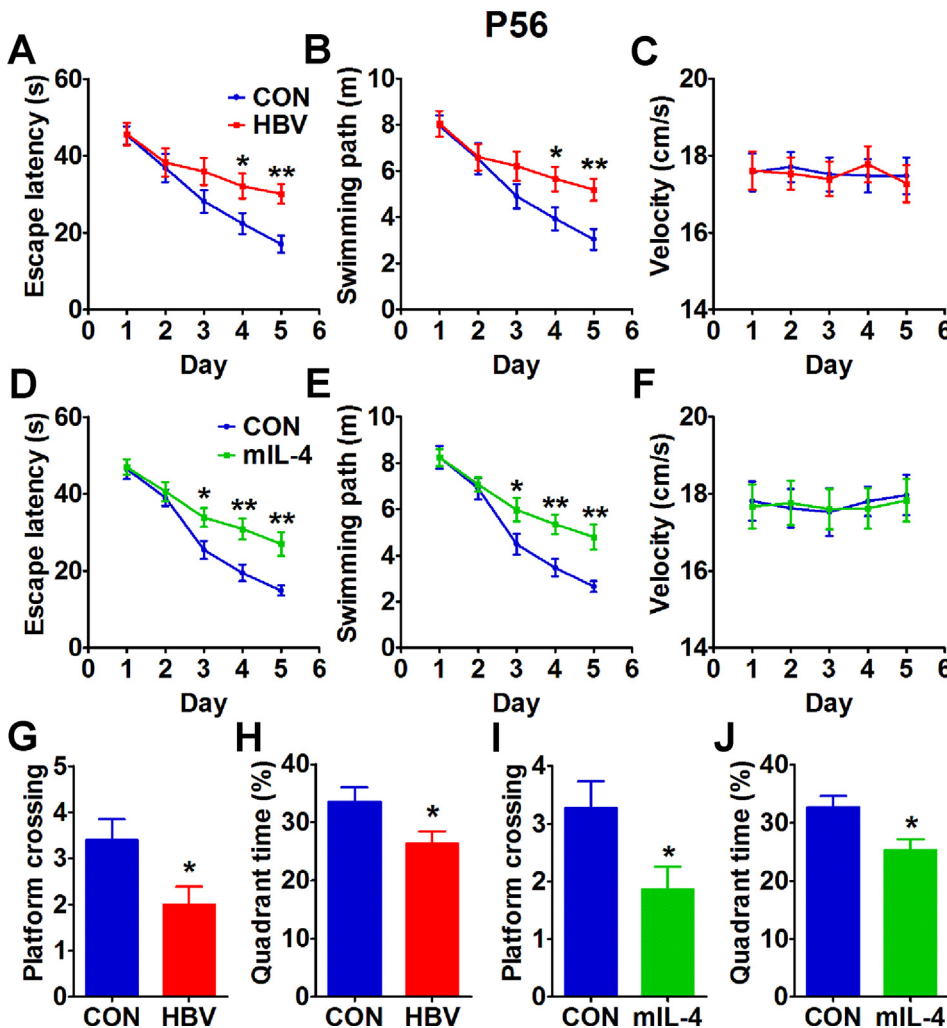 P56
A
Escape latency (s)
60
40
20
0
CON
HBV
*
**
0 1 2 3 4 5 6
Day
B
Swimming path (m)
10
8
6
4
2
0
*
**
0 1 2 3 4 5 6
Day
C
Velocity (cm/s)
20
18
16
14
0 1 2 3 4 5 6
Day
D
Escape latency (s)
60
40
20
0
CON
mIL-4
*
**
**
0 1 2 3 4 5 6
Day
E
Swimming path (m)
10
8
6
4
2
0
*
**
**
0 1 2 3 4 5 6
Day
F
Velocity (cm/s)
20
18
16
14
0 1 2 3 4 5 6
Day
G
Platform crossing
5
4
3
2
1
0
*
CON HBV
H
Quadrant time (%)
40
30
20
10
0
*
CON HBV
I
Platform crossing
4
3
2
1
0
*
CON mIL-4
J
Quadrant time (%)
40
30
20
10
0
*
CON mIL-4